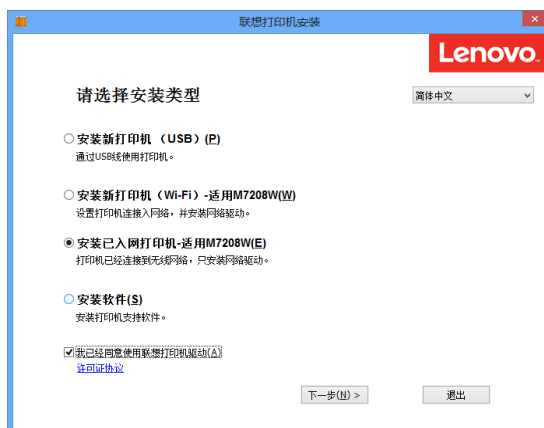 联想打印机安装
Lenovo.
请选择安装类型
简体中文
安装新打印机 （USB）(P)
通过USB线使用打印机。
安装新打印机（Wi-Fi）-适用M7208W(W)
设置打印机连接入网络，并安装网络驱动。
安装已入网打印机-适用M7208W(E)
打印机已经连接到无线网络，只安装网络驱动。
安装软件(S)
安装打印机支持软件。
我已经同意使用联想打印机驱动(A)
许可证协议
下一步(N) >
退出